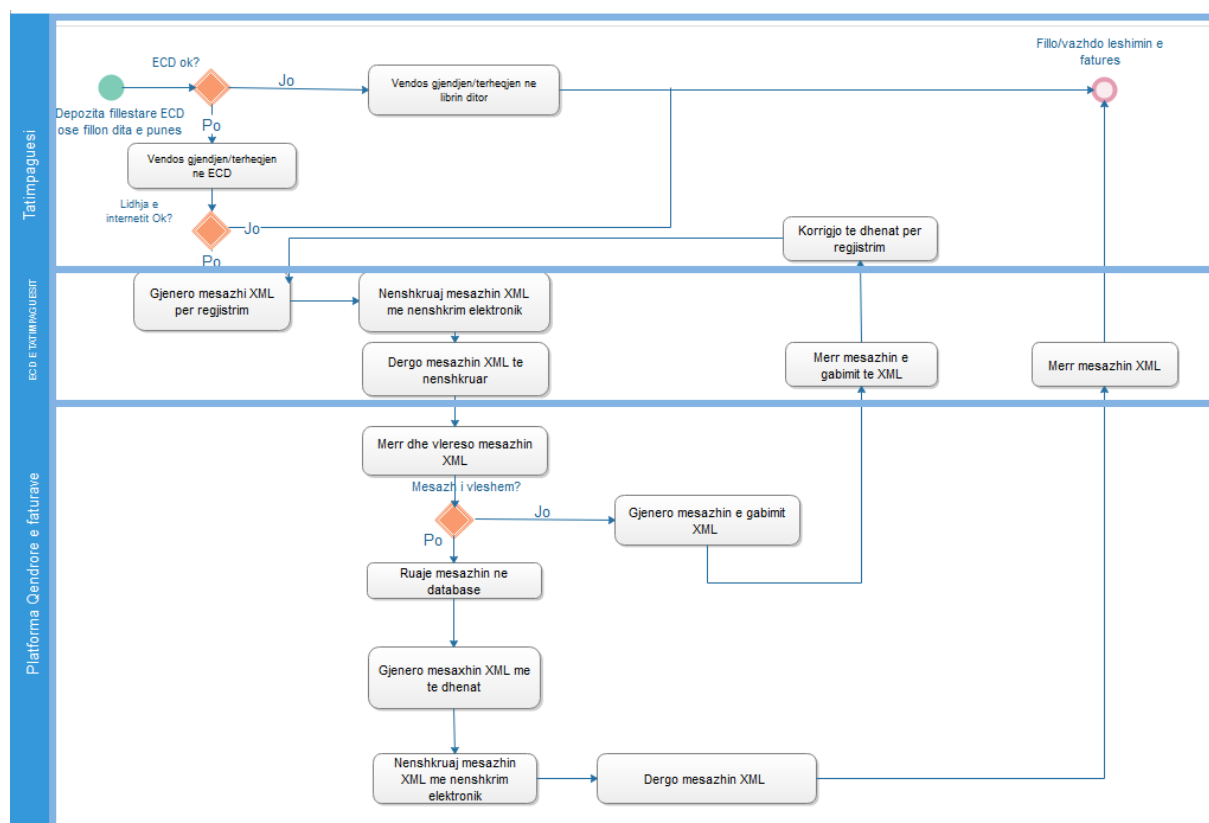 Tatimpaguesi
ECD ok?
Fillo/vazhdo leshimin e
fatures
Jo
Vendos gjendjen/terheqjen ne
librin ditor
Depozita fillestare ECD
ose fillon dita e punes
Po
Vendos gjendjen/terheqjen
ne ECD
Lidhja e
internetit Ok?
Jo
Po
Korrigjo te dhenat per
regjistrim
ECD E TATIMPAGUESIT
Gjenero mesazhi XML
per regjistrim
Nenshkruaj mesazhin XML
me nenshkrim elektronik
Dergo mesazhin XML te
nenshkruar
Merr mesazhin e
gabimit te XML
Merr mesazhin XML
Platforma Qendrore e faturave
Merr dhe vlereso mesazhin
XML
Mesazh i vleshem?
Jo
Gjenero mesazhin e gabimit
XML
Po
Ruaje mesazhin ne
database
Gjenero mesaxhin XML me
te dhenat
Nenshkruaj mesazhin
XML me nenshkrim
elektronik
Dergo mesazhin XML